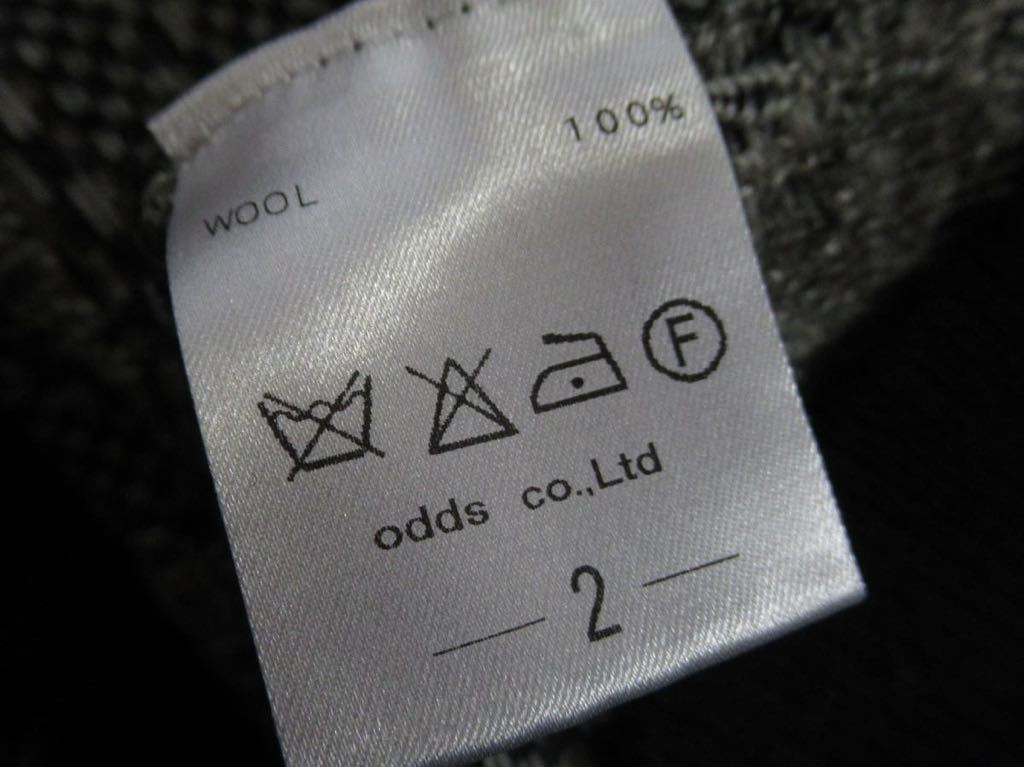 WOOL 100%
F
odds co.,Ltd
— 2 —